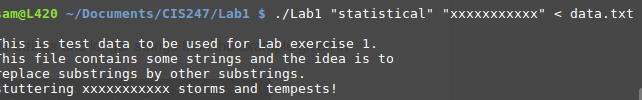 sam@L420 ~/Documents/CIS247/Lab1 $ ./Lab1 "statistical" "xxxxxxxxxxx" < data.txt
This is test data to be used for Lab exercise 1.
This file contains some strings and the idea is to
replace substrings by other substrings.
stuttering xxxxxxxxxxx storms and tempests!